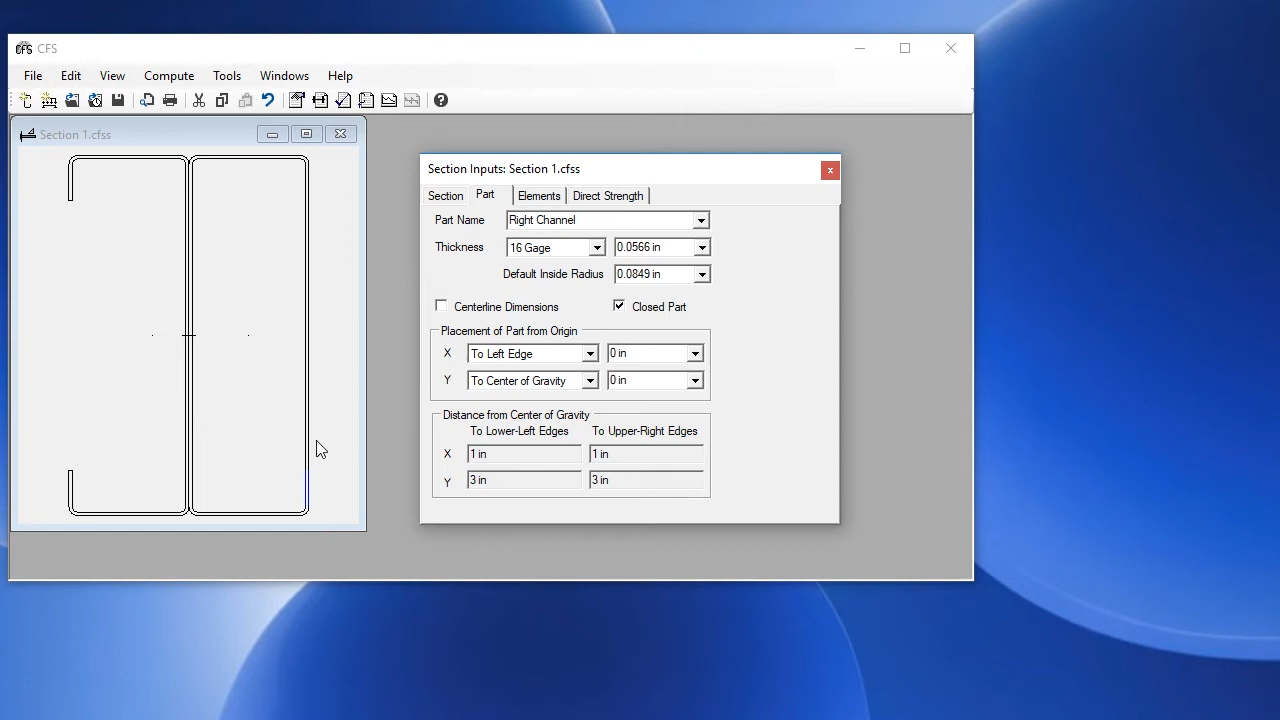 CFS CFS
File Edit View Compute Tools Windows Help
Section 1.cfss
Section Inputs: Section 1.cfss
x
Section Part Elements Direct Strength
Part Name Right Channel
Thickness 16 Gage 0.0566 in
Default Inside Radius 0.0849 in
Centerline Dimensions Closed Part
Placement of Part from Origin
X To Left Edge 0 in
Y To Center of Gravity 0 in
Distance from Center of Gravity
To Lower-Left Edges To Upper-Right Edges
X 1 in 1 in
Y 3 in 3 in